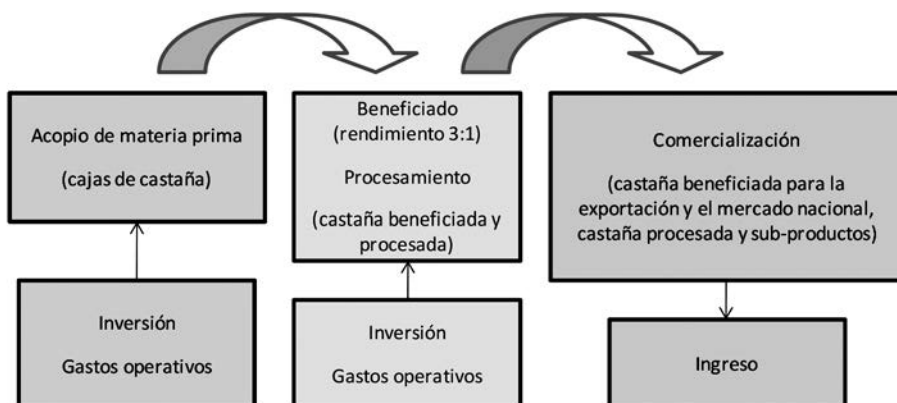 Acopio de materia prima
(cajas de castaña)
Beneficiado
(rendimiento 3:1)
Procesamiento
(castaña beneficiada y
procesada)
Comercialización
(castaña beneficiada para la
exportación y el mercado nacional,
castaña procesada y sub-productos)
Inversión
Gastos operativos
Inversión
Gastos operativos
Ingreso